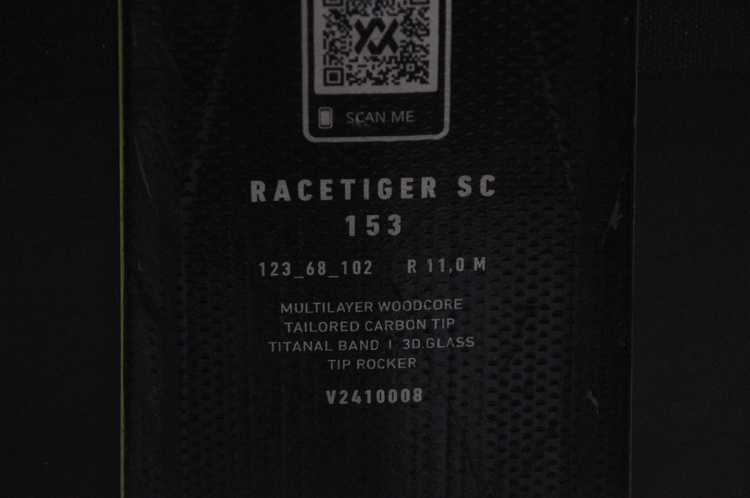 SCAN ME
RACETIGER SC
153
123_68_102 R 11,0 M
MULTILAYER WOODCORE
TAILORED CARBON TIP
TITANAL BAND I 3D.GLASS
TIP ROCKER
V2410008